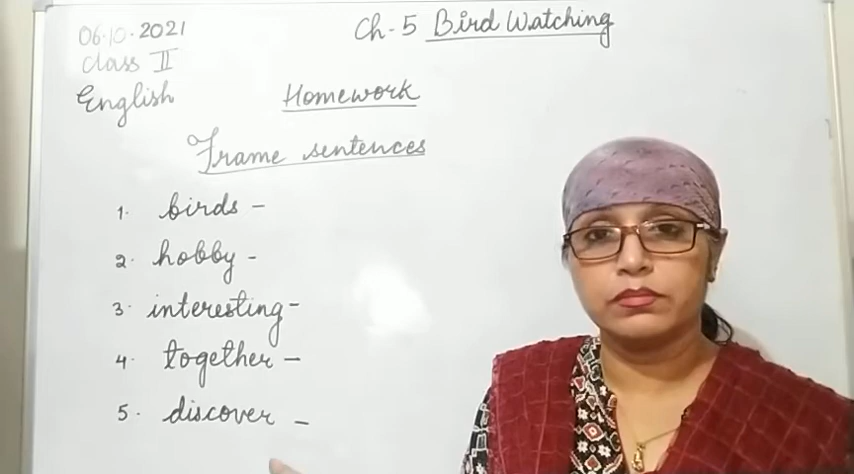 06.10.2021
Ch-5 Bird Watching
Class II
English
Homework
Frame sentences
1. birds -
2. hobby -
3. interesting -
4. together -
5. discover -